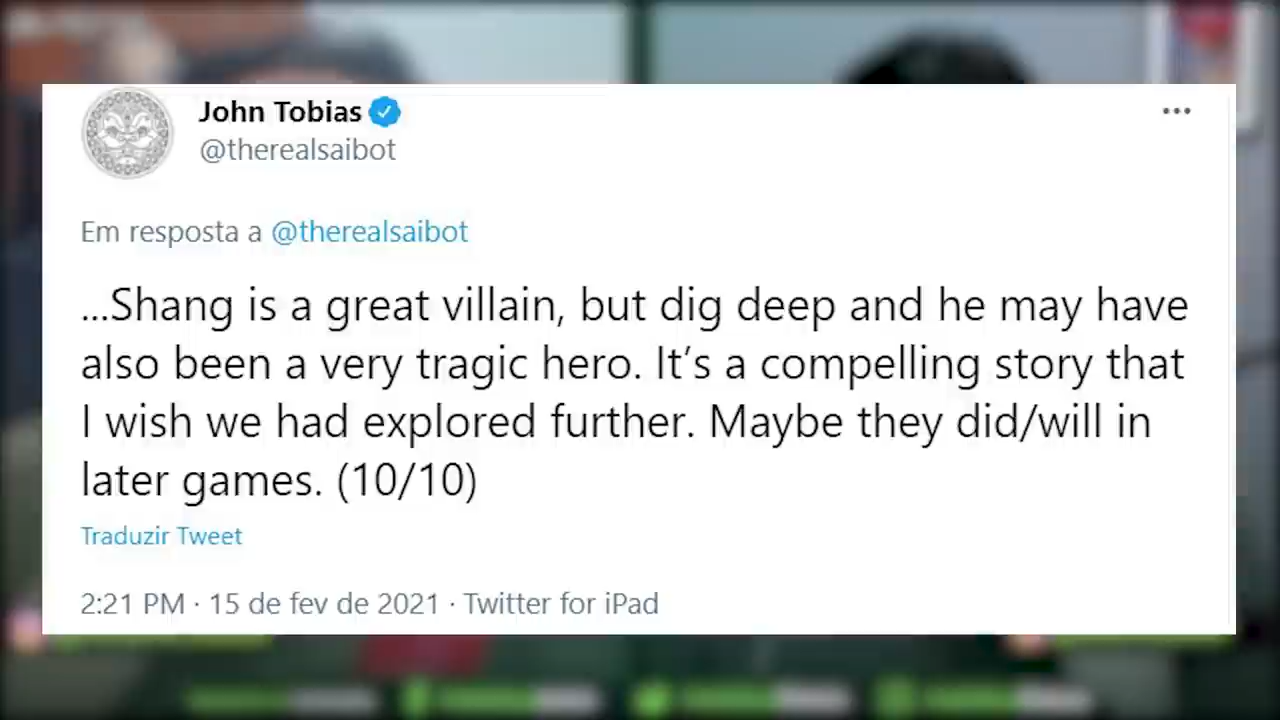 John Tobias
@therealsaibot
Em resposta a @therealsaibot
...Shang is a great villain, but dig deep and he may have
also been a very tragic hero. It’s a compelling story that
I wish we had explored further. Maybe they did/will in
later games. (10/10)
Traduzir Tweet
2:21 PM · 15 de fev de 2021 · Twitter for iPad